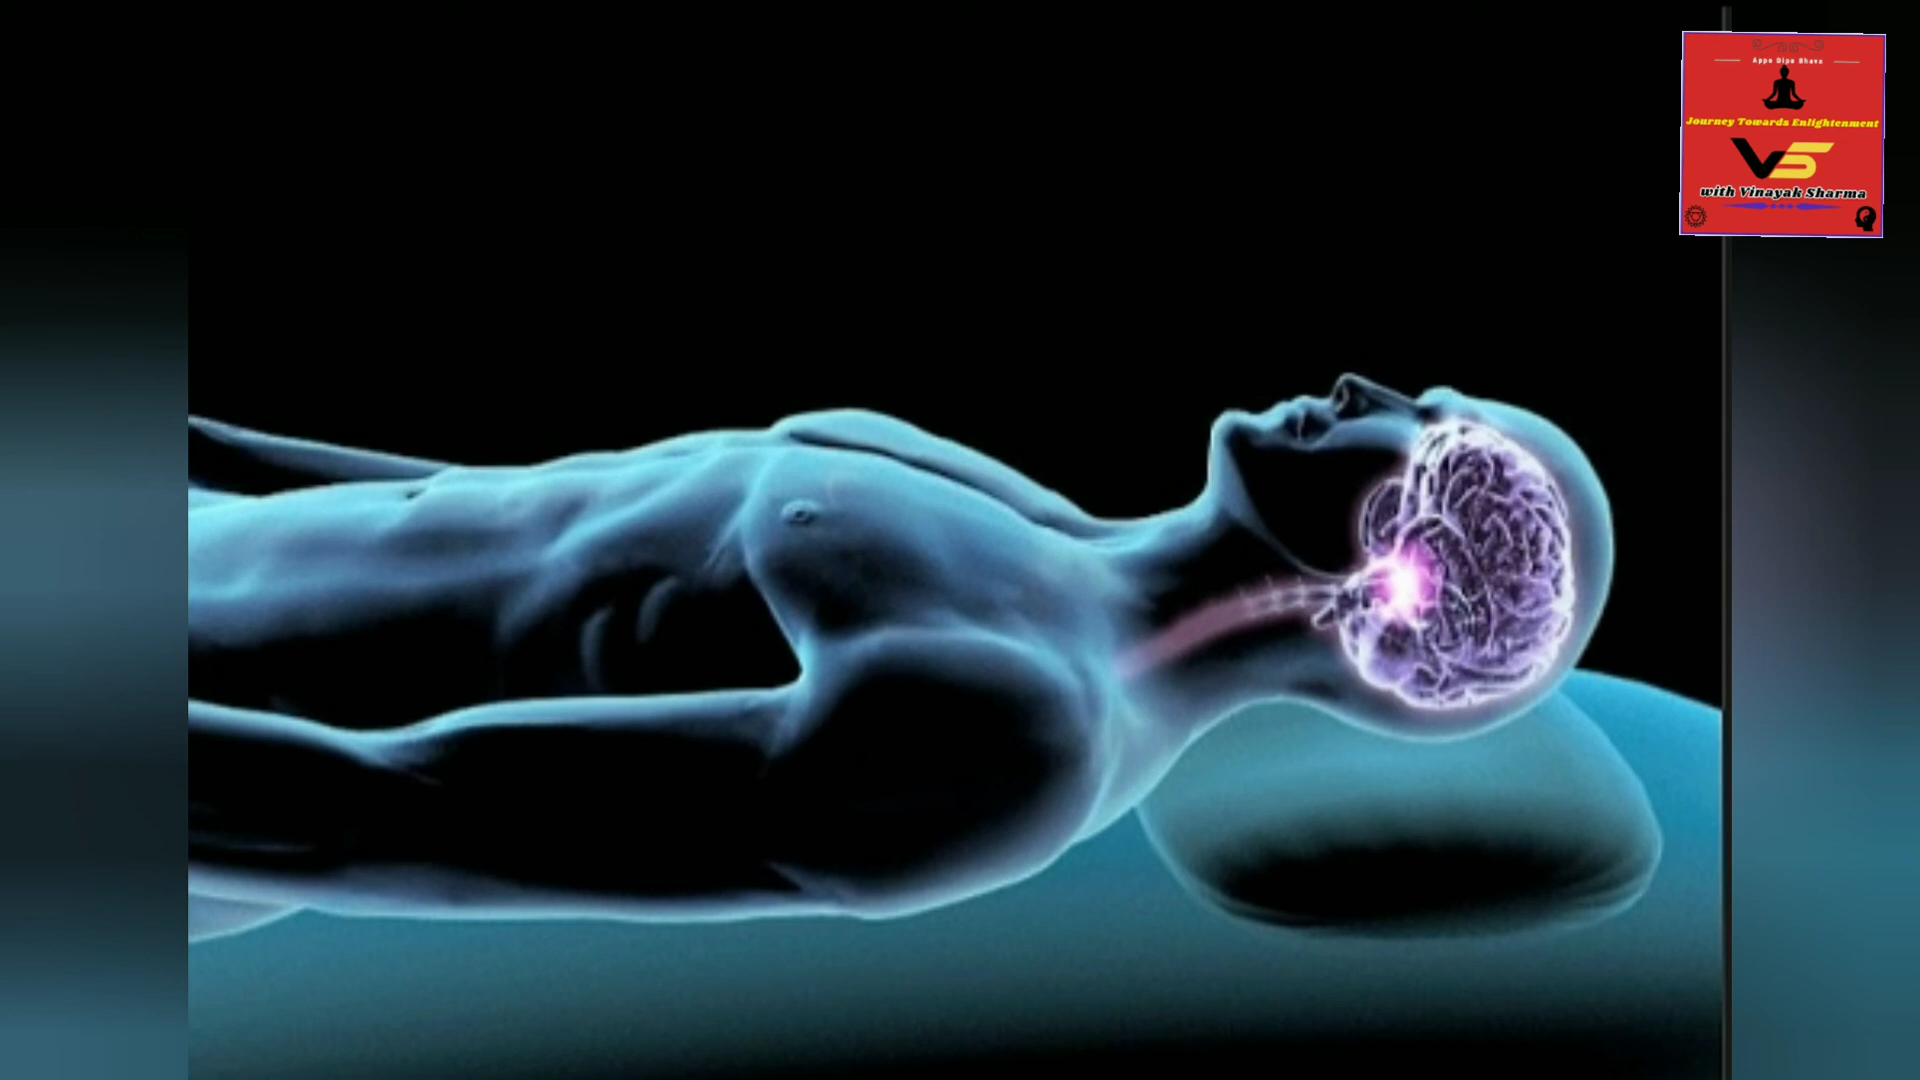 Appo Dipo Bhava
Journey Towards Enlightenment
VS
with Vinayak Sharma